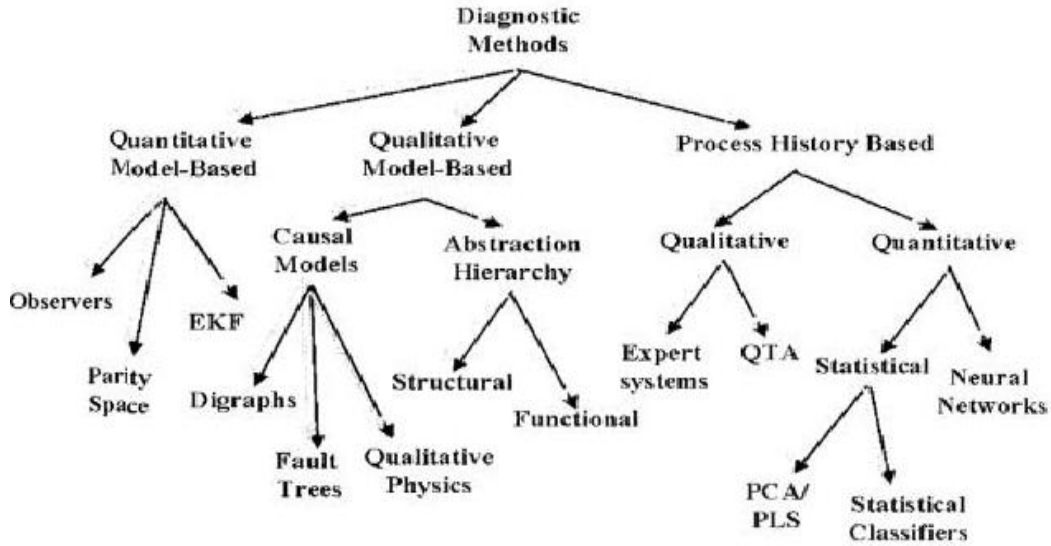 Diagnostic
Methods
Quantitative
Model-Based
Qualitative
Model-Based
Process History Based
Causal
Models
Abstraction
Hierarchy
Qualitative
Quantitative
Observers
EKF
Parity
Space
Digraphs
Fault
Trees
Qualitative
Physics
Structural
Functional
Expert
systems
QTA
Statistical
Neural
Networks
PCA/
PLS
Statistical
Classifiers